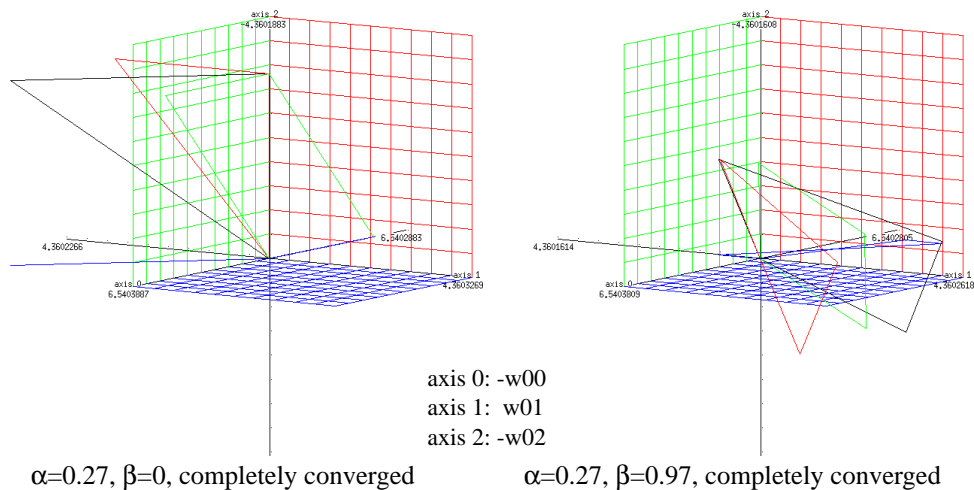 axis 2
-4.3601883
4.3602266
6.5402883
axis 0
6.5403887
axis 1
4.3603269
axis 2
-4.3601608
4.3601614
6.5402805
axis 0
6.5403809
axis 1
4.3602618
axis 0: -w00
axis 1: w01
axis 2: -w02
α=0.27, β=0, completely converged
α=0.27, β=0.97, completely converged